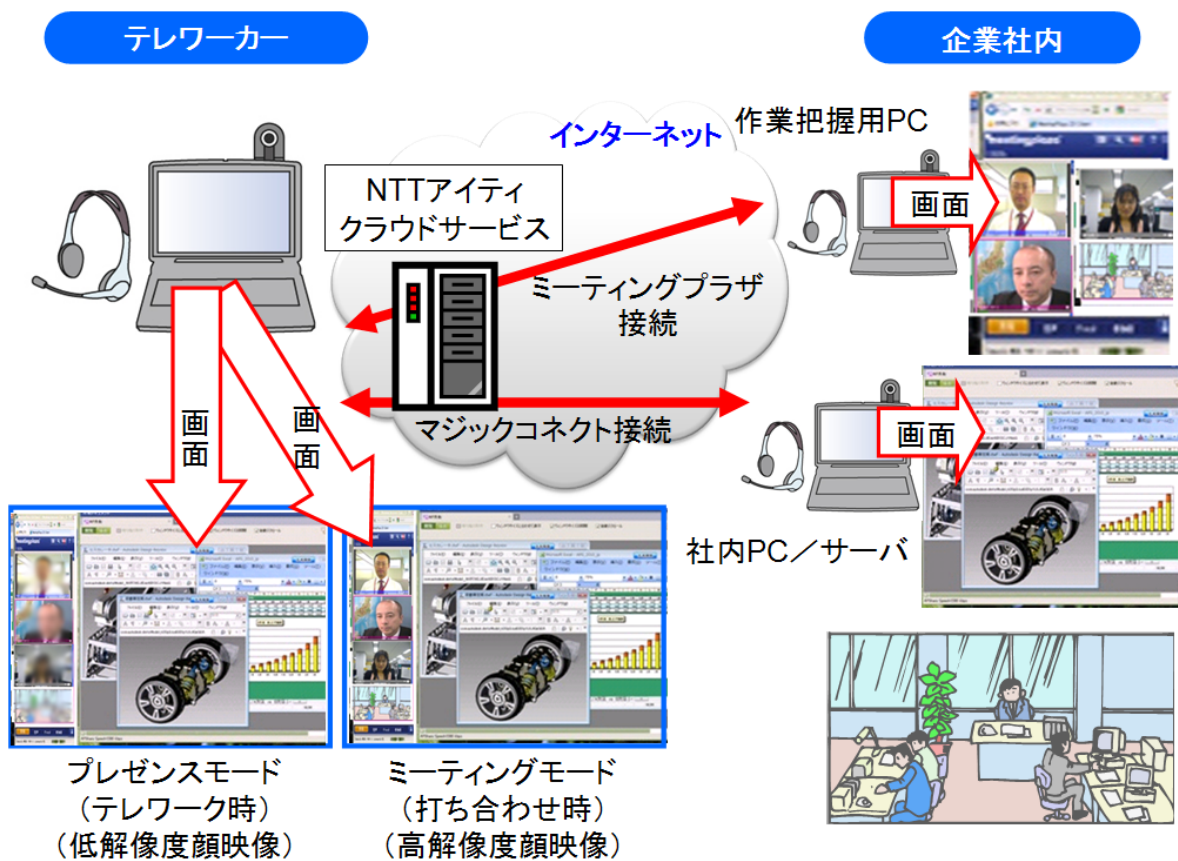 テレワーカー
企業社内
インターネット
作業把握用PC
NTTアイティ
クラウドサービス
画面
ミーティングプラザ
接続
マジックコネクト接続
画面
画面
画面
社内PC／サーバ
プレゼンスモード
（テレワーク時）
（低解像度顔映像）
ミーティングモード
（打ち合わせ時）
（高解像度顔映像）